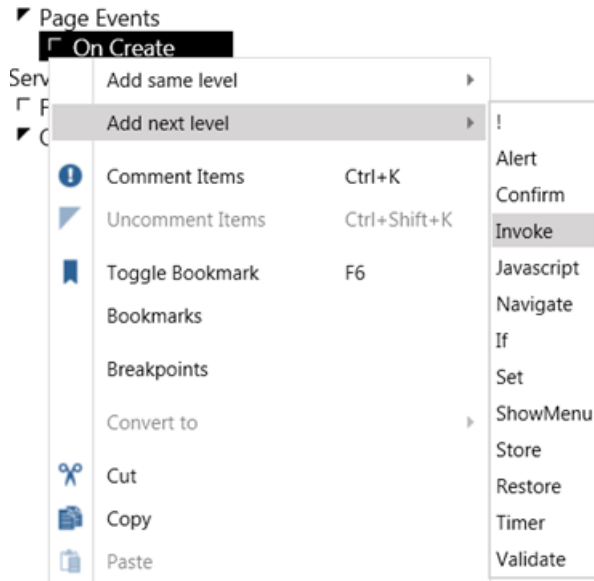 Page Events
On Create
Serv
F
Add same level
Add next level
Comment Items Ctrl+K
Uncomment Items Ctrl+Shift+K
Toggle Bookmark F6
Bookmarks
Breakpoints
Convert to
Cut
Copy
Paste
!
Alert
Confirm
Invoke
Javascript
Navigate
If
Set
ShowMenu
Store
Restore
Timer
Validate